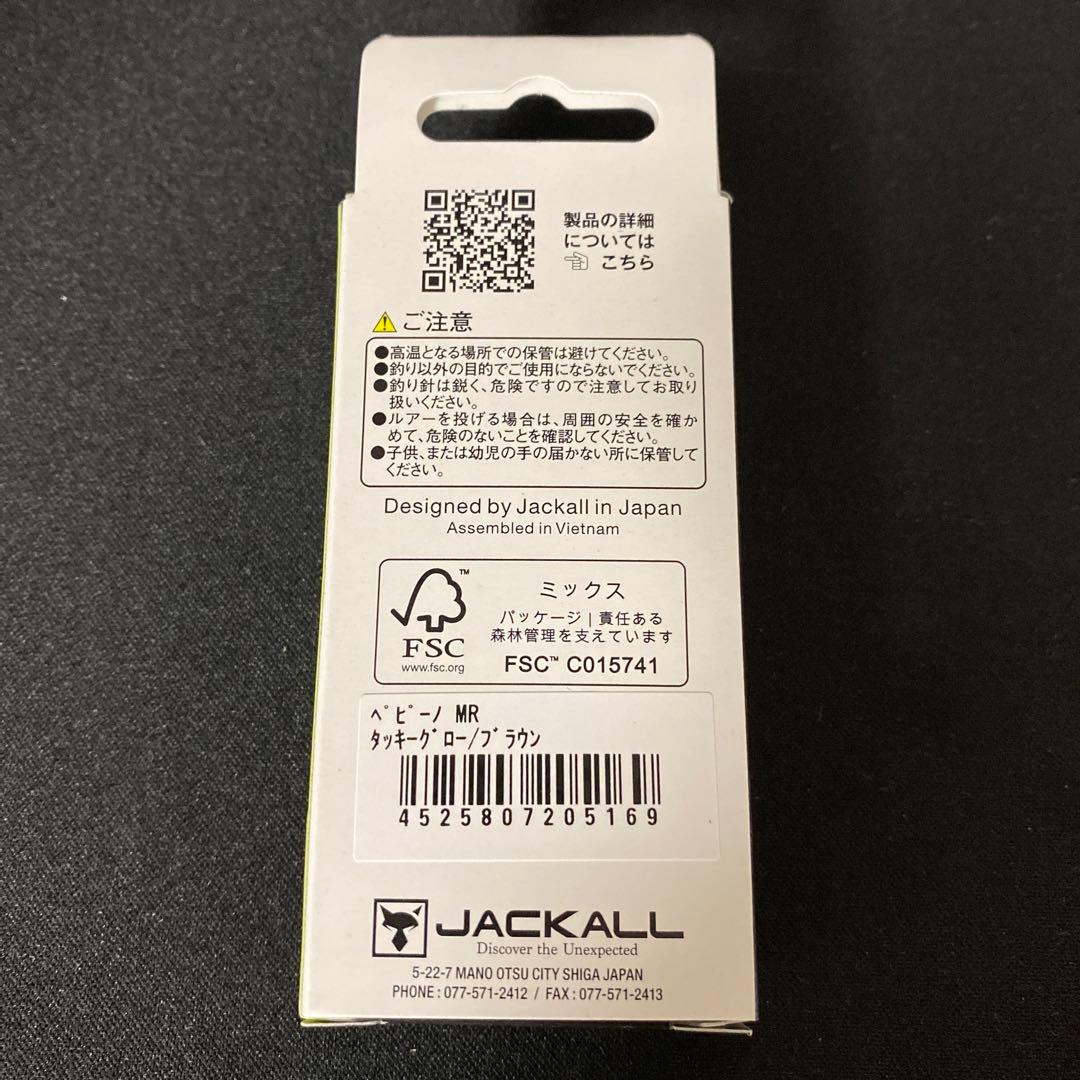 製品の詳細
については
☜ こちら
⚠ご注意
●高温となる場所での保管は避けてください。
●釣り以外の目的でご使用にならないでください。
●釣り針は鋭く、危険ですので注意してお取り
扱いください。
●ルアーを投げる場合は、周囲の安全を確か
めて、危険のないことを確認してください。
●子供、または幼児の手の届かない所に保管して
ください。
Designed by Jackall in Japan
Assembled in Vietnam
TM
FSC
www.fsc.org
ミックス
パッケージ | 責任ある
森林管理を支えています
FSC™ C015741
ﾍﾟﾋﾟｰﾉ MR
ﾀｯｷｰｸﾞﾛｰ/ﾌﾞﾗｳﾝ
4525807205169
JACKALL
Discover the Unexpected
5-22-7 MANO OTSU CITY SHIGA JAPAN
PHONE : 077-571-2412 / FAX : 077-571-2413